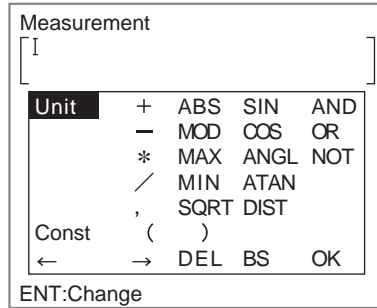 Measurement
[ ]
Unit + ABS SIN AND
− MOD COS OR
* MAX ANGL NOT
／ MIN ATAN
, SQRT DIST
Const ( )
← → DEL BS OK
ENT:Change